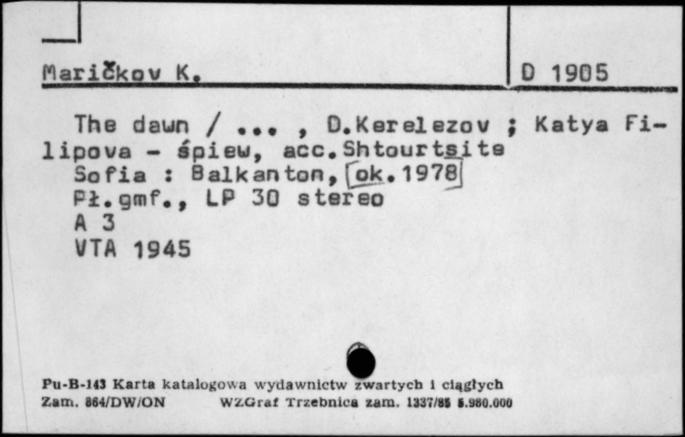 Maričkov K.
D 1905
The dawn / ... , D.Kerelezov ; Katya Fi-
lipova - śpiew, acc.Shtourtsite
Sofia : Balkanton, [ok.1978]
Pł.gmf., LP 30 stereo
A 3
VTA 1945
Pu-B-143 Karta katalogowa wydawnictw zwartych i ciągłych
Zam. 864/DW/ON WZGraf Trzebnica zam. 1337/85 5.980.000